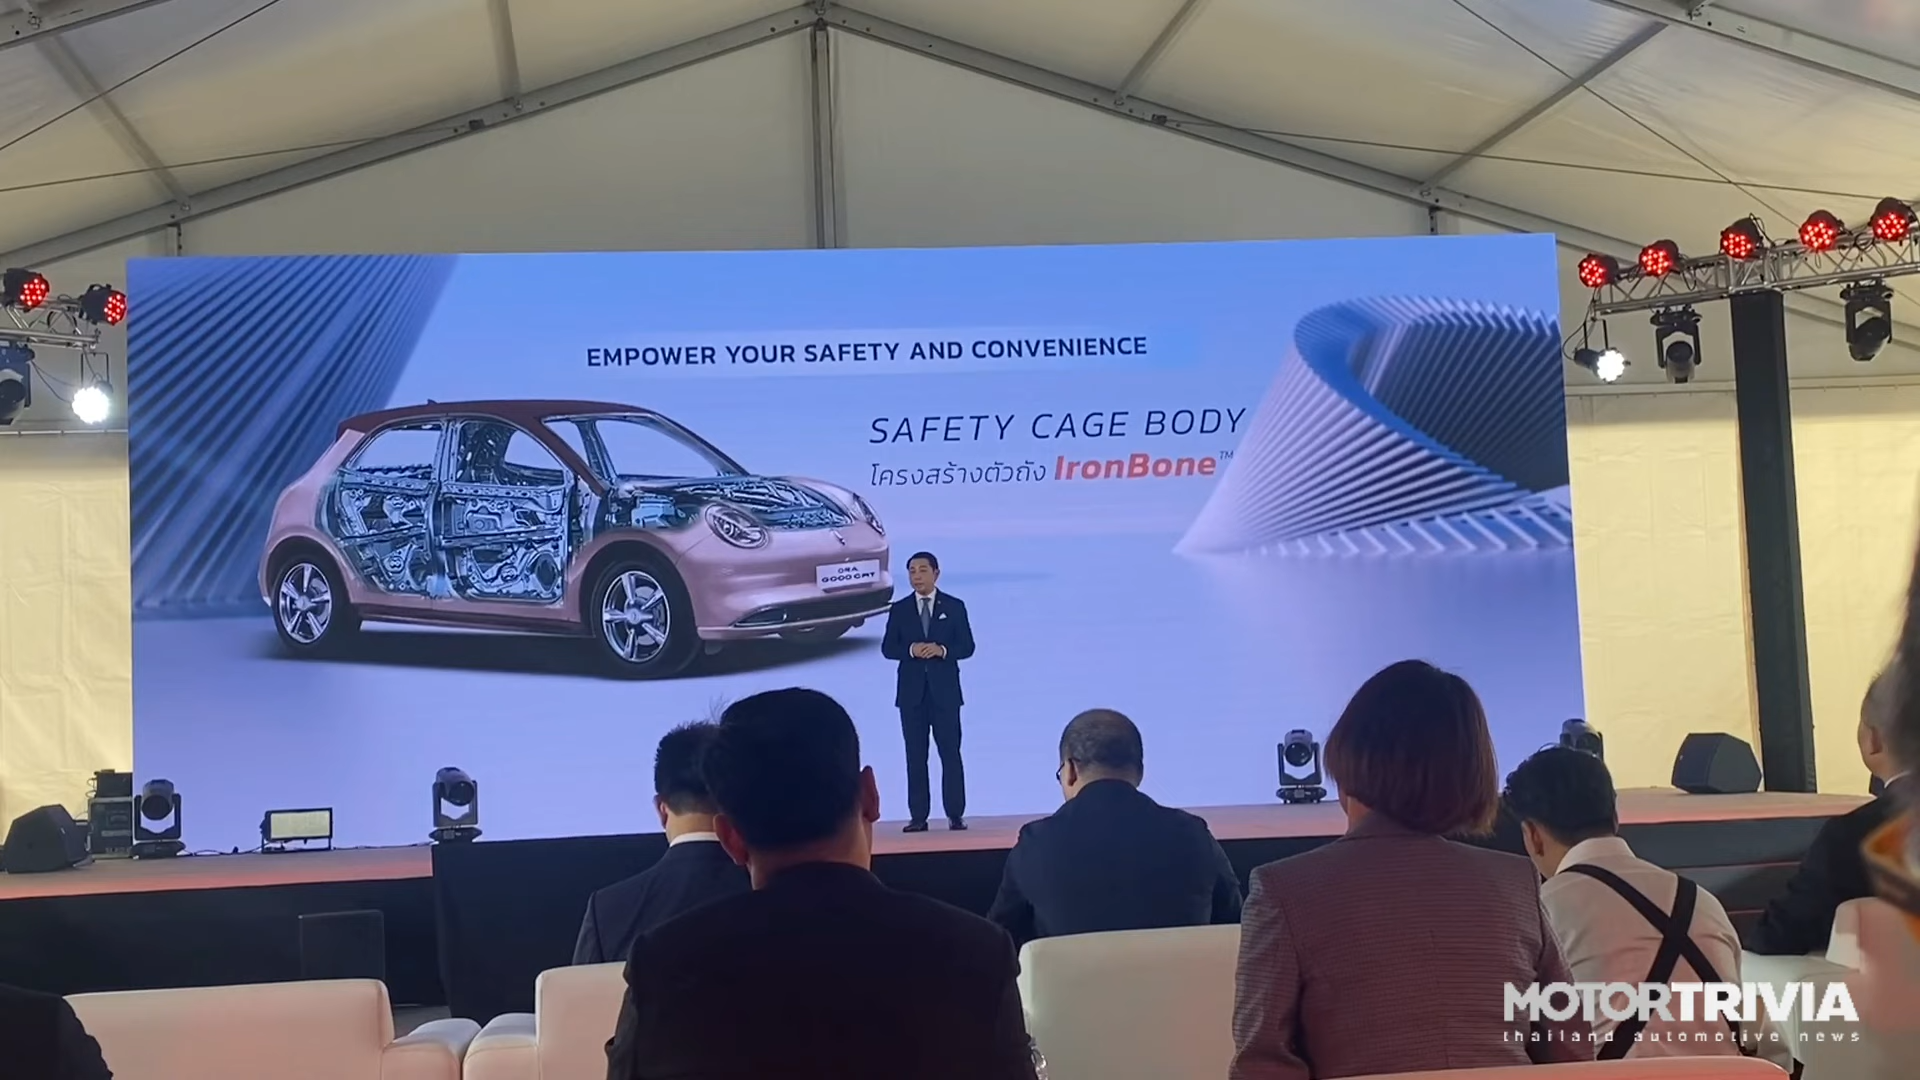 EMPOWER YOUR SAFETY AND CONVENIENCE
SAFETY CAGE BODY
โครงสร้างตัวถัง IronBone™
ORA
GOOD CAT
MOTORTRIVIA
thailand automotive news